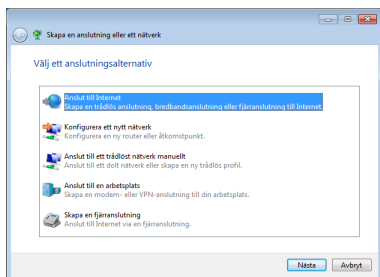 Skapa en anslutning eller ett nätverk
Välj ett anslutningsalternativ
Anslut till Internet
Skapa en trådlös anslutning, bredbandsanslutning eller fjärranslutning till Internet.
Konfigurera ett nytt nätverk
Konfigurera en ny router eller åtkomstpunkt.
Anslut till ett trådlöst nätverk manuellt
Anslut till ett dolt nätverk eller skapa en ny trådlös profil.
Anslut till en arbetsplats
Skapa en modem- eller VPN-anslutning till din arbetsplats.
Skapa en fjärranslutning
Anslut till Internet via en fjärranslutning.
Nästa
Avbryt